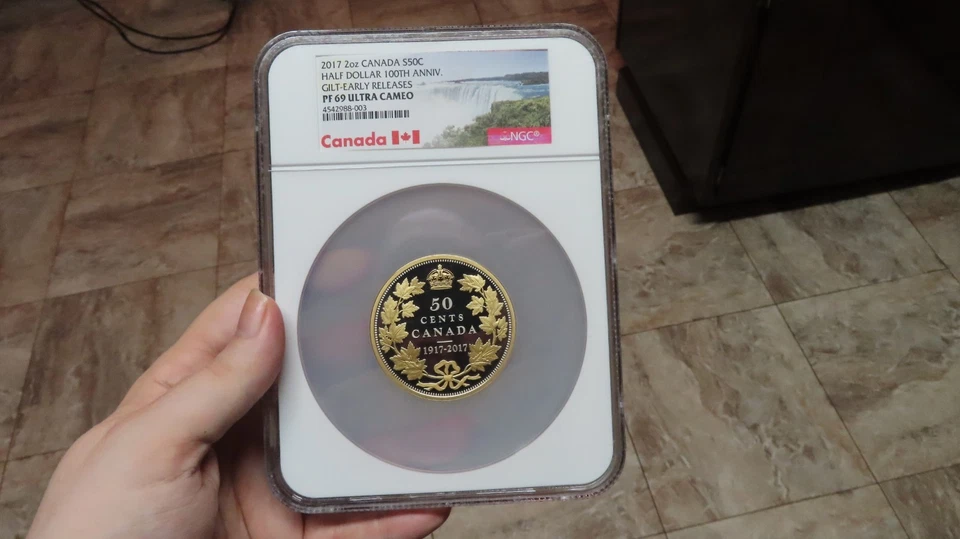 2017 2oz CANADA S50C
HALF DOLLAR 100TH ANNIV.
GILT-EARLY RELEASES
PF 69 ULTRA CAMEO
4542988-003
Canada
NGC
50
CENTS
CANADA
1917-2017